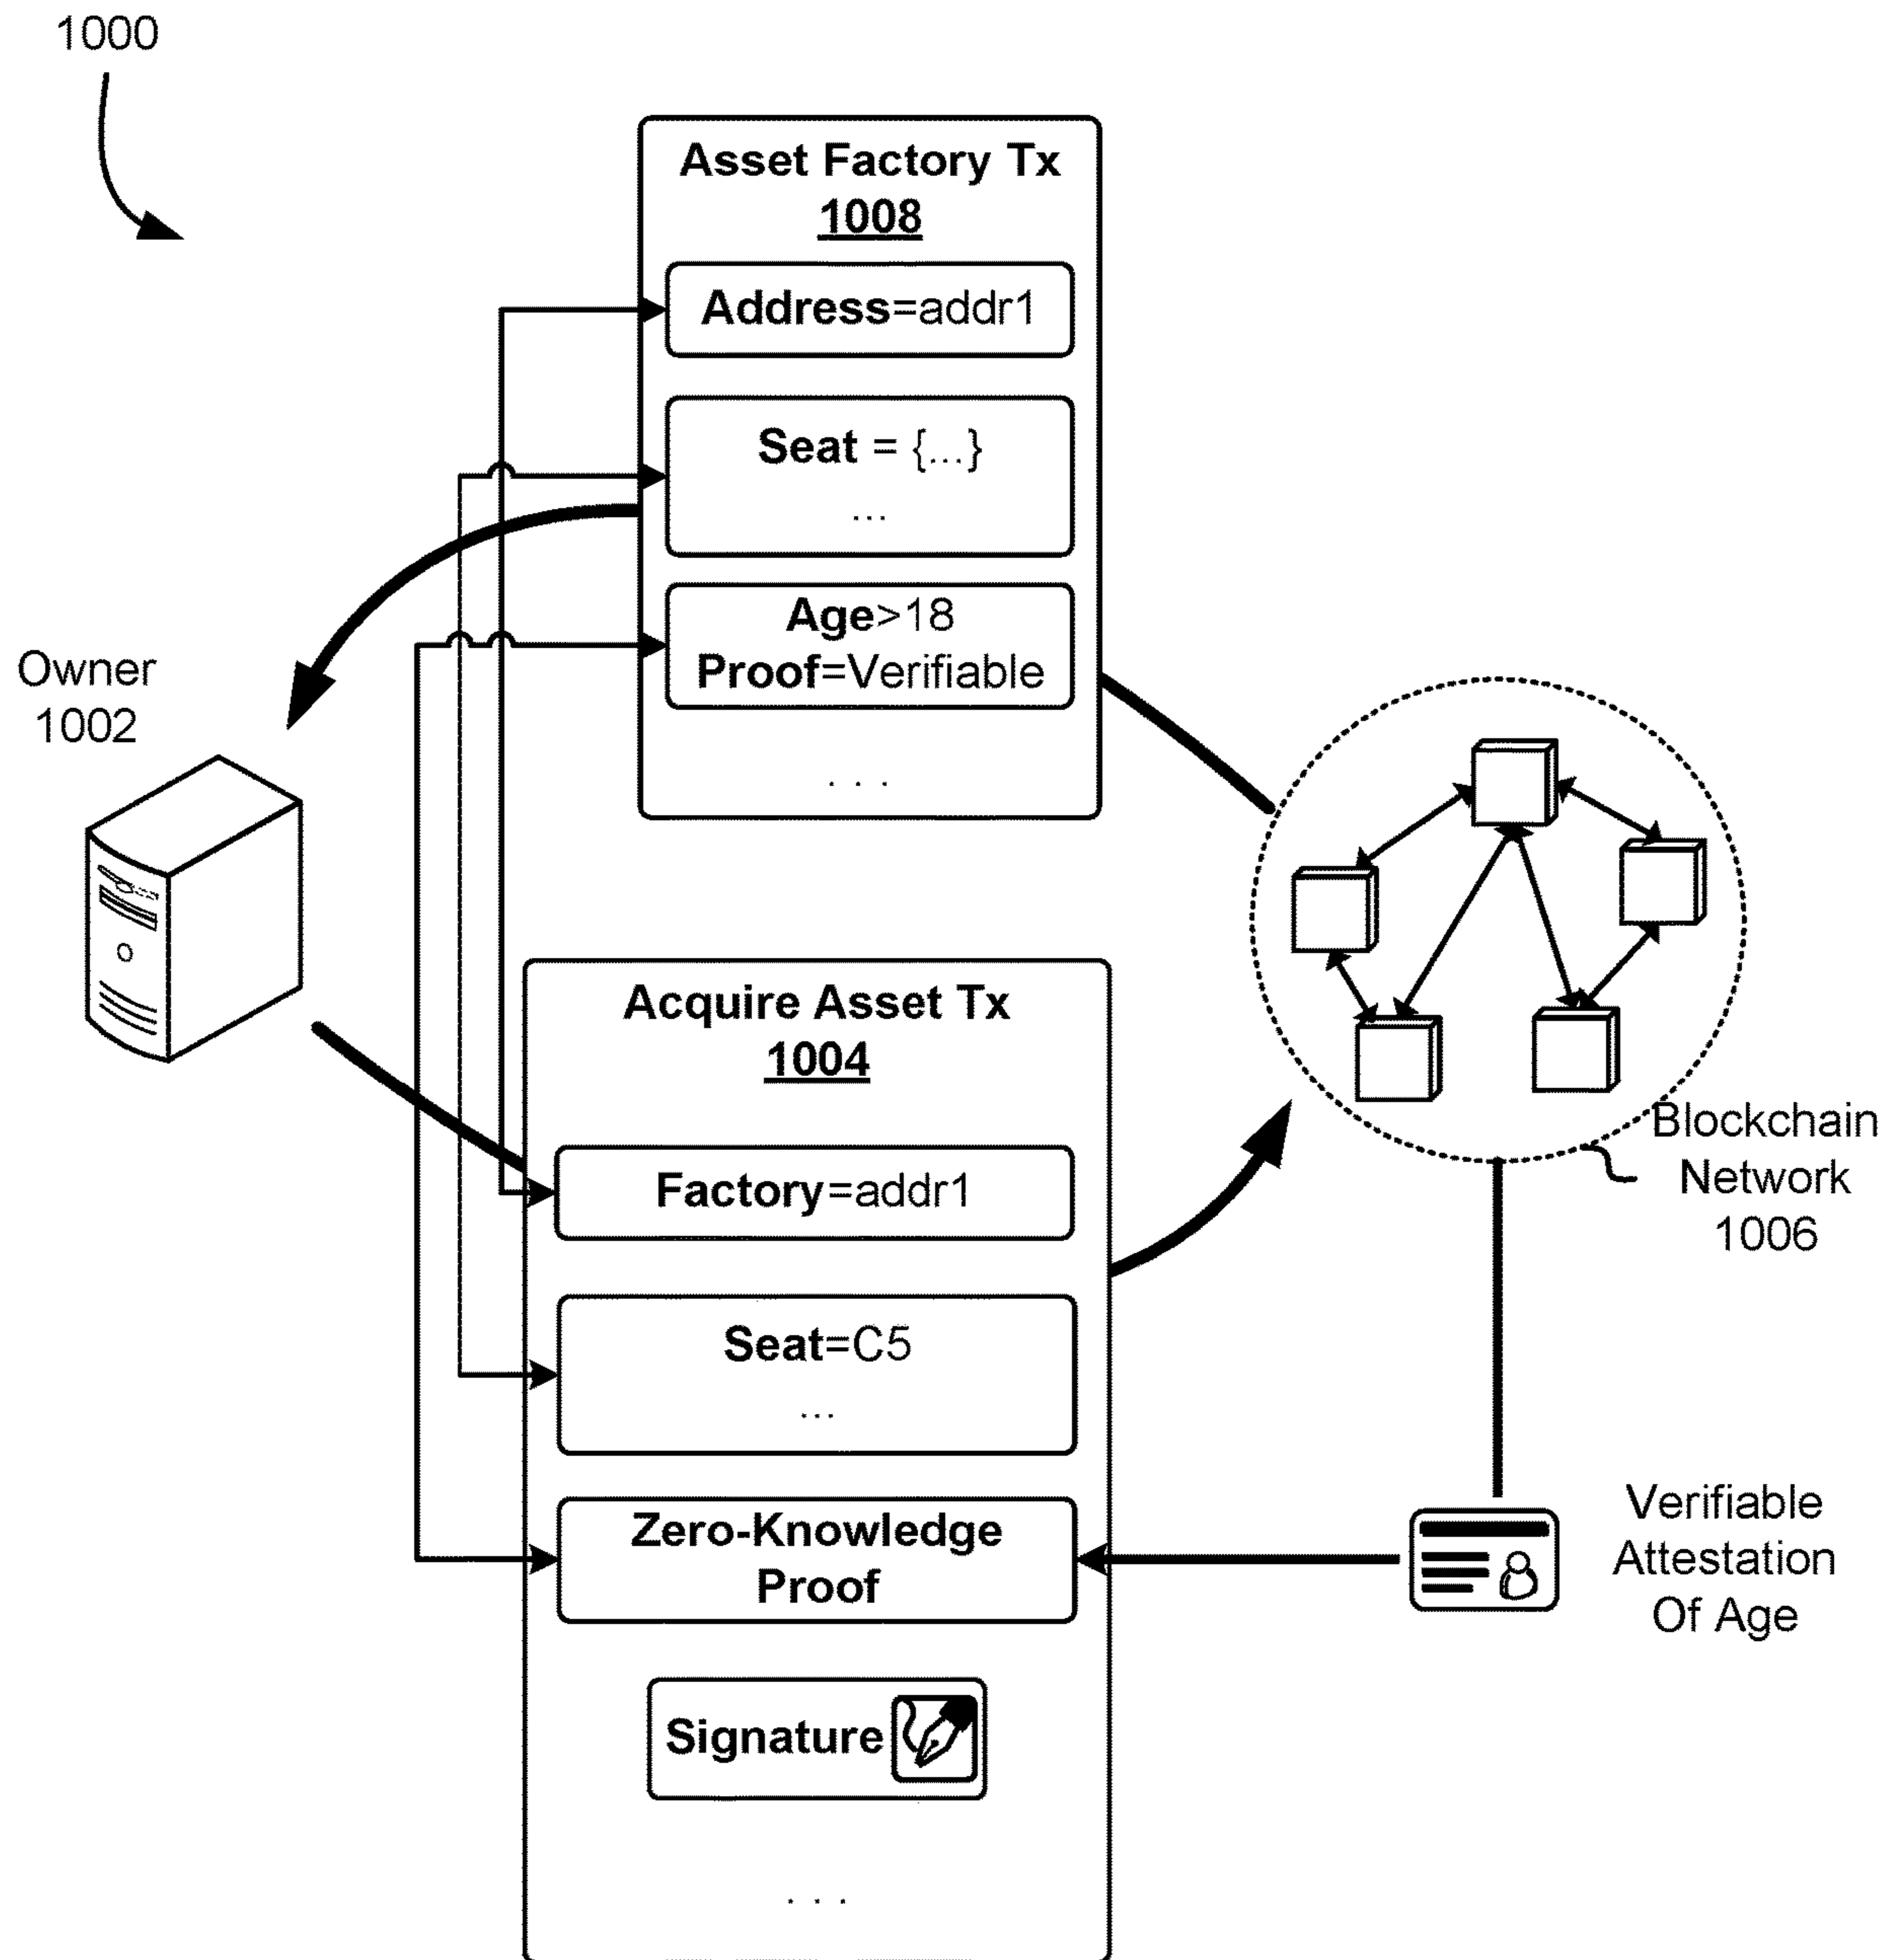 1000
Asset Factory Tx
1008
Address=addr1
Seat = {...}
...
Age>18
Proof=Verifiable
. . .
Owner
1002
Acquire Asset Tx
1004
Factory=addr1
Seat=C5
...
Zero-Knowledge
Proof
Signature
. . .
Blockchain
Network
1006
Verifiable
Attestation
Of Age